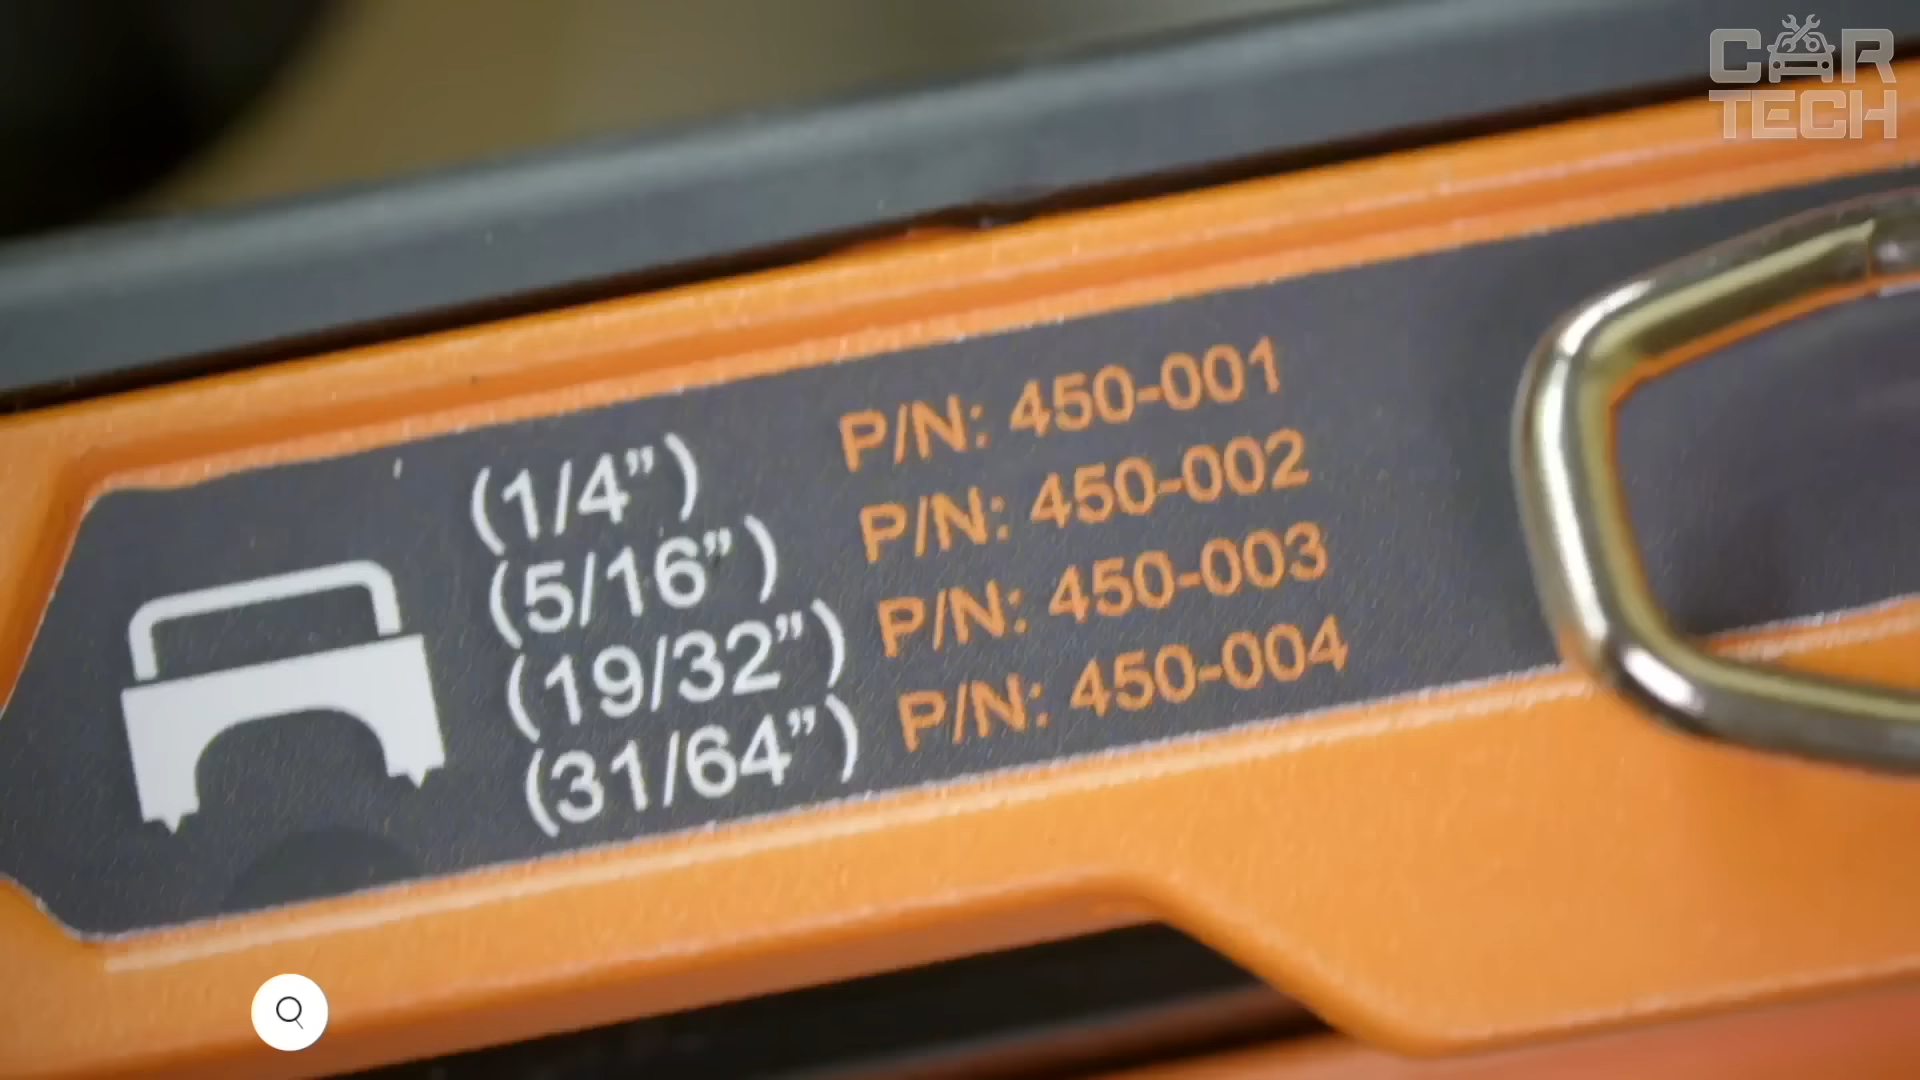 CAR
TECH
(1/4”) P/N: 450-001
(5/16”) P/N: 450-002
(19/32”) P/N: 450-003
(31/64”) P/N: 450-004